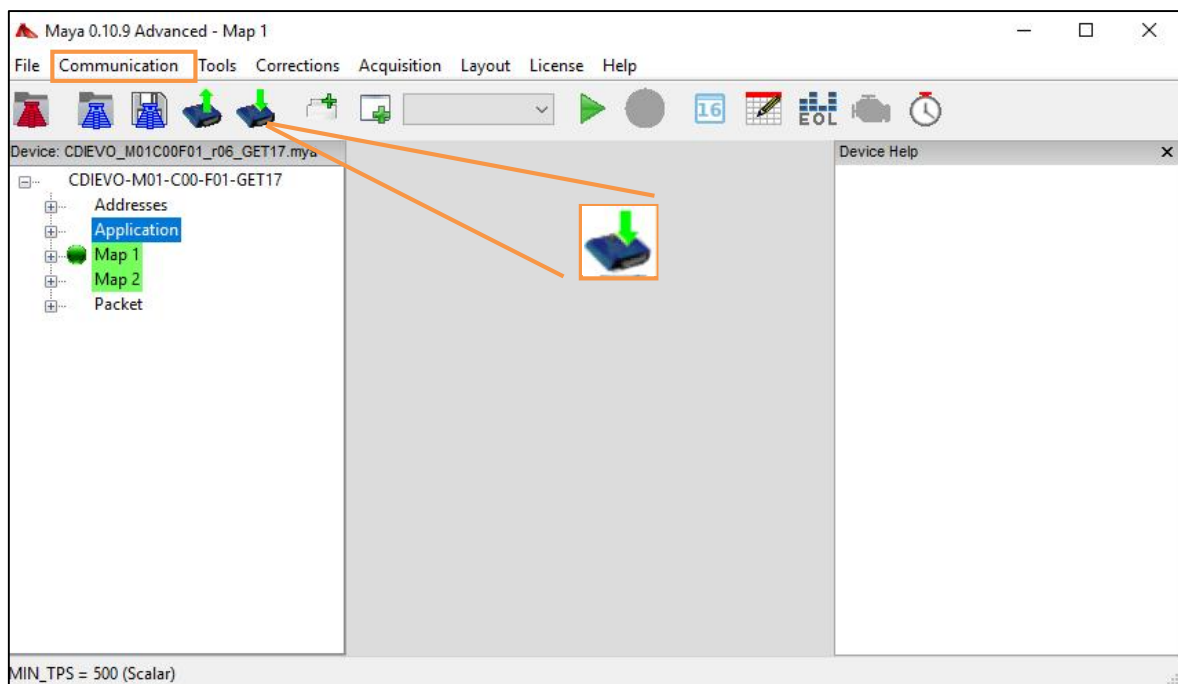 Maya 0.10.9 Advanced - Map 1
File Communication Tools Corrections Acquisition Layout License Help
16
EOL
Device: CDIEVO_M01C00F01_r06_GET17.mya
Device Help
CDIEVO-M01-C00-F01-GET17
Addresses
Application
Map 1
Map 2
Packet
MIN_TPS = 500 (Scalar)